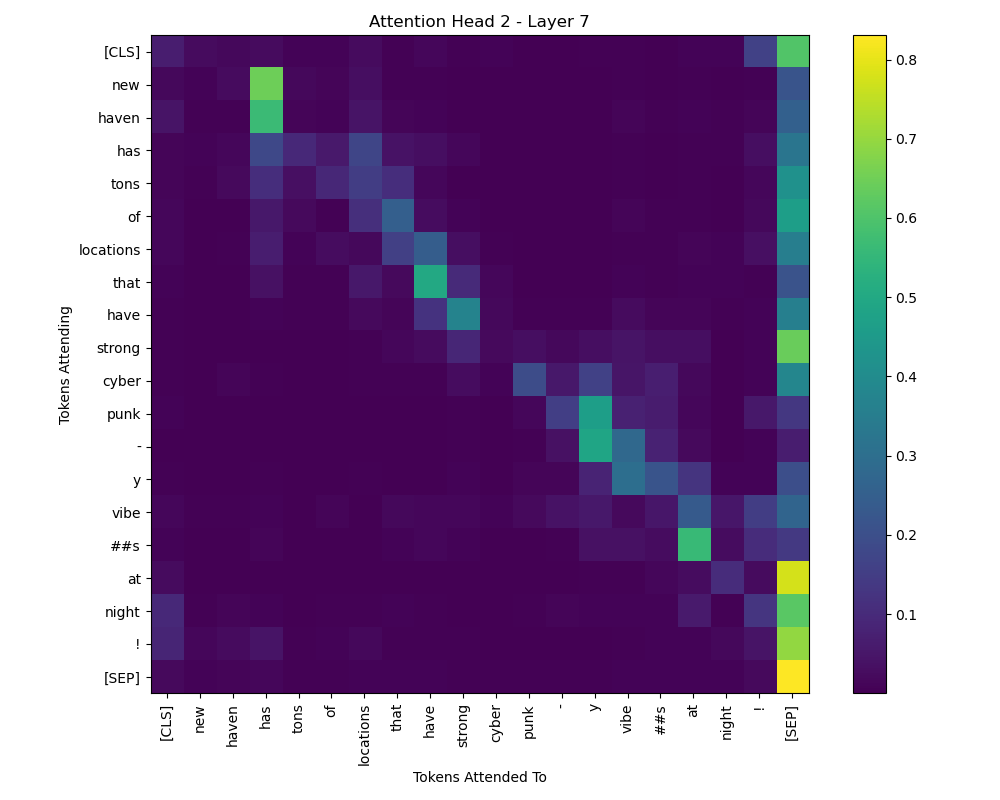 Attention Head 2 - Layer 7
[CLS]
new
haven
has
tons
of
locations
that
have
strong
cyber
punk
-
y
vibe
##s
at
night
!
[SEP]
Tokens Attending
[CLS]
new
haven
has
tons
of
locations
that
have
strong
cyber
punk
-
y
vibe
##s
at
night
!
[SEP]
Tokens Attended To
0.8
0.7
0.6
0.5
0.4
0.3
0.2
0.1